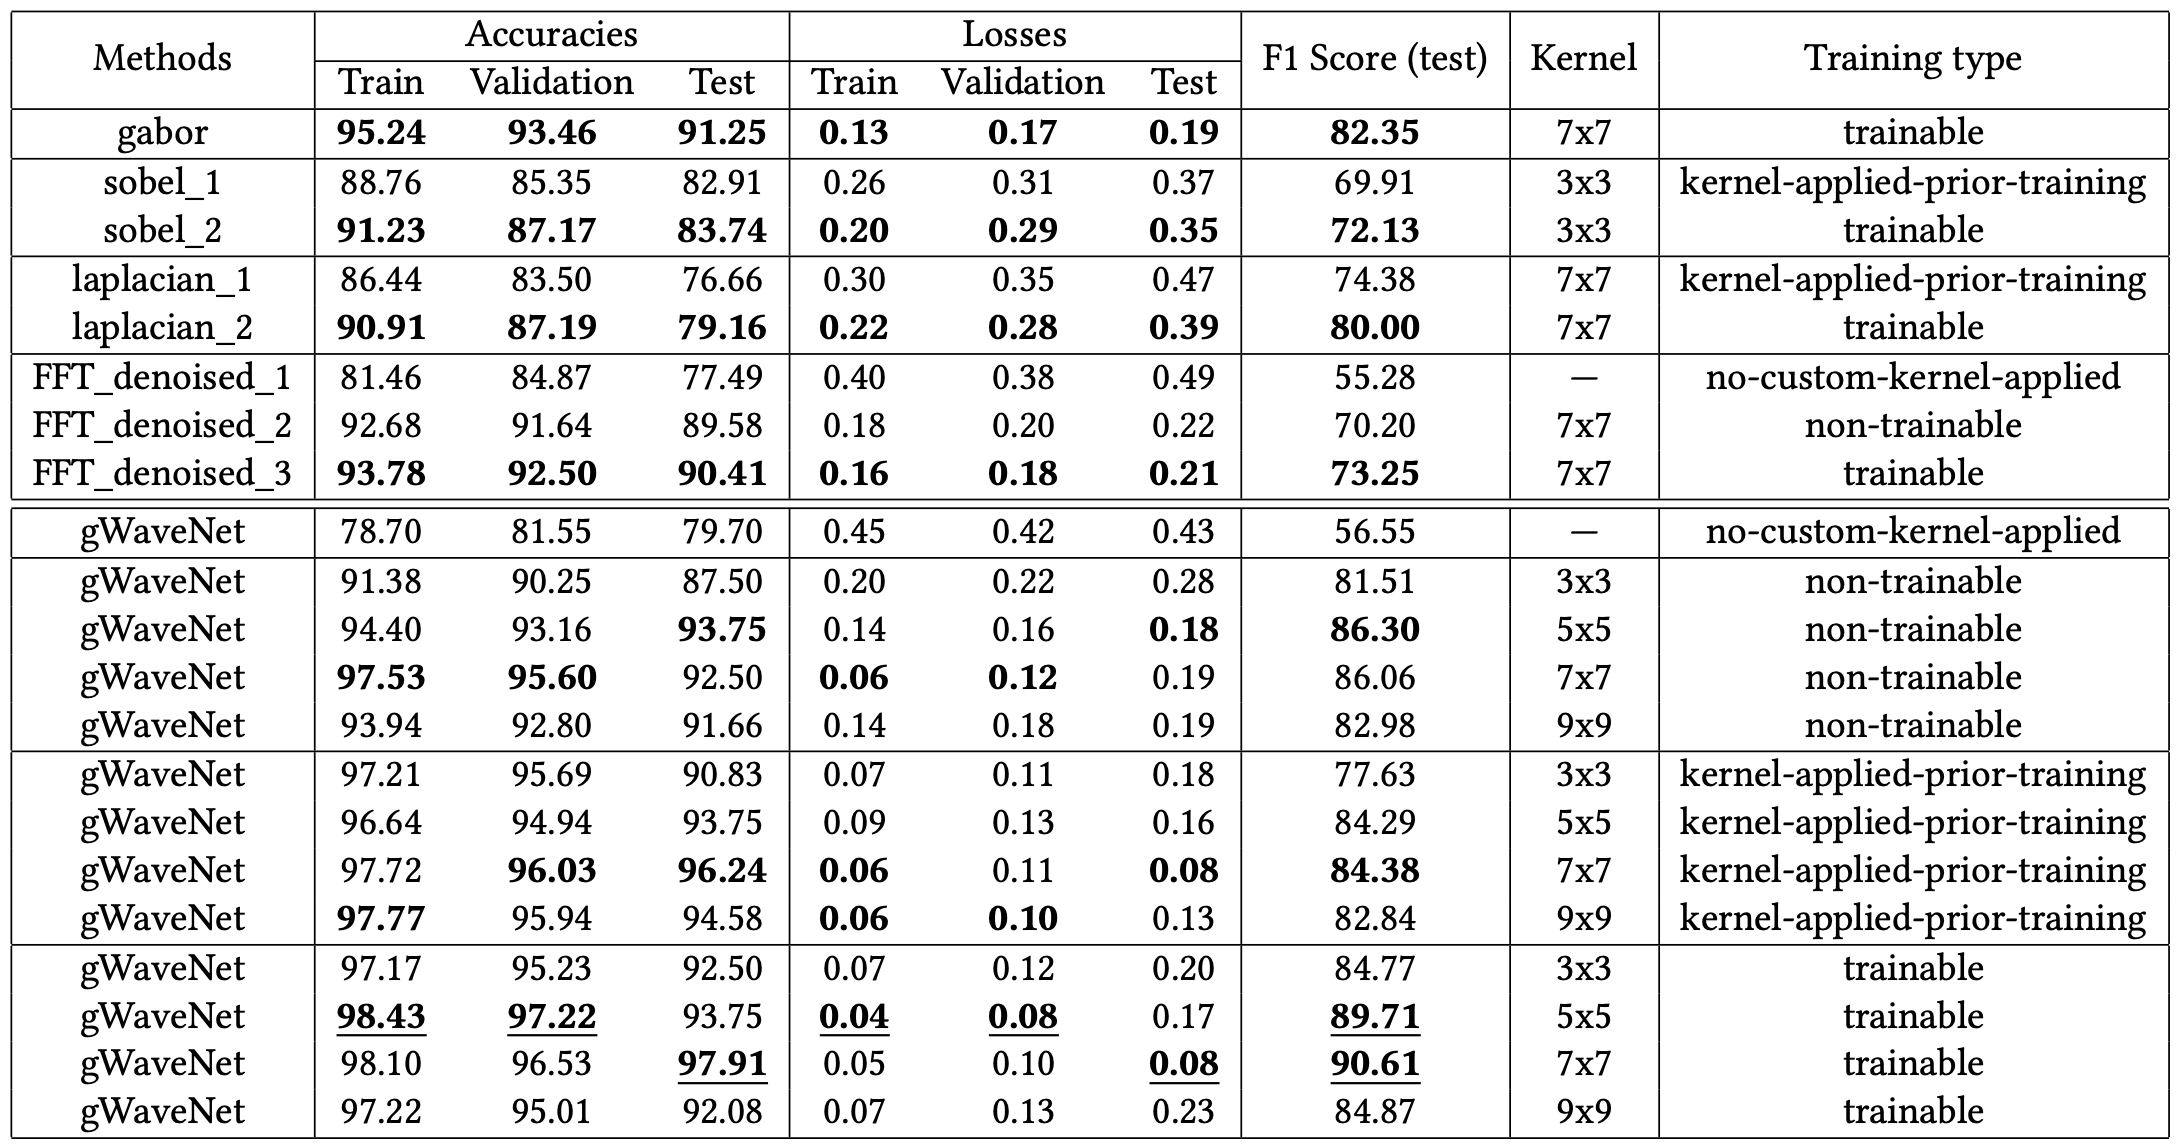 Methods Accuracies Losses F1 Score (test) Kernel Training type
Train Validation Test Train Validation Test
gabor 95.24 93.46 91.25 0.13 0.17 0.19 82.35 7x7 trainable
sobel_1 88.76 85.35 82.91 0.26 0.31 0.37 69.91 3x3 kernel-applied-prior-training
sobel_2 91.23 87.17 83.74 0.20 0.29 0.35 72.13 3x3 trainable
laplacian_1 86.44 83.50 76.66 0.30 0.35 0.47 74.38 7x7 kernel-applied-prior-training
laplacian_2 90.91 87.19 79.16 0.22 0.28 0.39 80.00 7x7 trainable
FFT_denoised_1 81.46 84.87 77.49 0.40 0.38 0.49 55.28 — no-custom-kernel-applied
FFT_denoised_2 92.68 91.64 89.58 0.18 0.20 0.22 70.20 7x7 non-trainable
FFT_denoised_3 93.78 92.50 90.41 0.16 0.18 0.21 73.25 7x7 trainable
gWaveNet 78.70 81.55 79.70 0.45 0.42 0.43 56.55 — no-custom-kernel-applied
gWaveNet 91.38 90.25 87.50 0.20 0.22 0.28 81.51 3x3 non-trainable
gWaveNet 94.40 93.16 93.75 0.14 0.16 0.18 86.30 5x5 non-trainable
gWaveNet 97.53 95.60 92.50 0.06 0.12 0.19 86.06 7x7 non-trainable
gWaveNet 93.94 92.80 91.66 0.14 0.18 0.19 82.98 9x9 non-trainable
gWaveNet 97.21 95.69 90.83 0.07 0.11 0.18 77.63 3x3 kernel-applied-prior-training
gWaveNet 96.64 94.94 93.75 0.09 0.13 0.16 84.29 5x5 kernel-applied-prior-training
gWaveNet 97.72 96.03 96.24 0.06 0.11 0.08 84.38 7x7 kernel-applied-prior-training
gWaveNet 97.77 95.94 94.58 0.06 0.10 0.13 82.84 9x9 kernel-applied-prior-training
gWaveNet 97.17 95.23 92.50 0.07 0.12 0.20 84.77 3x3 trainable
gWaveNet 98.43 97.22 93.75 0.04 0.08 0.17 89.71 5x5 trainable
gWaveNet 98.10 96.53 97.91 0.05 0.10 0.08 90.61 7x7 trainable
gWaveNet 97.22 95.01 92.08 0.07 0.13 0.23 84.87 9x9 trainable